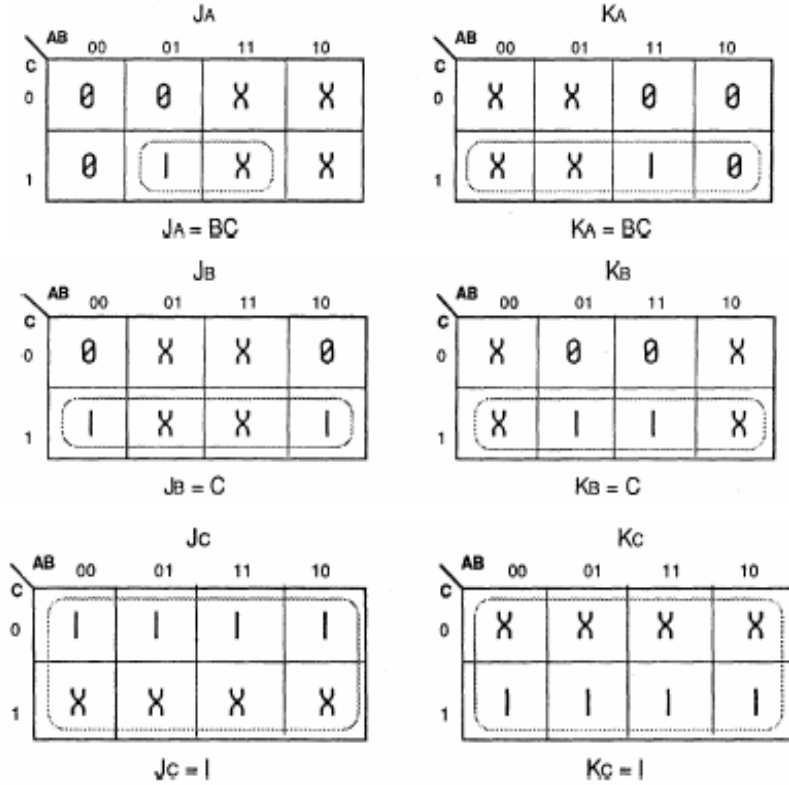 JA KA
AB 00 01 11 10 AB 00 01 11 10
C C
0 0 0 X X 0 X X 0 0
1 0 1 X X 1 X X 1 0
JA = BC KA = BC
JB KB
AB 00 01 11 10 AB 00 01 11 10
C C
0 0 X X 0 0 X 0 0 X
1 1 X X 1 1 X 1 1 X
JB = C KB = C
JC KC
AB 00 01 11 10 AB 00 01 11 10
C C
0 1 1 1 1 0 X X X X
1 X X X X 1 1 1 1 1
JC = 1 KC = 1